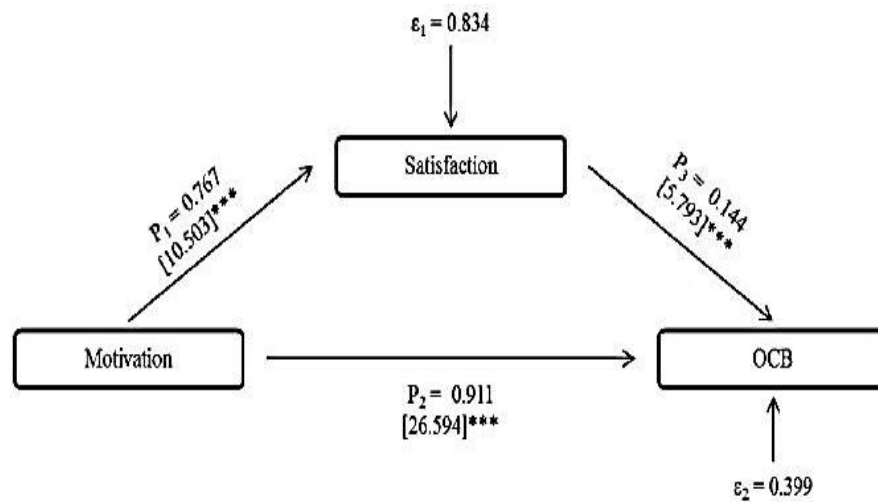 ε₁ = 0.834
Satisfaction
P₁ = 0.767
[10.503]***
P₃ = 0.144
[5.793]***
Motivation
OCB
P₂ = 0.911
[26.594]***
ε₂ = 0.399